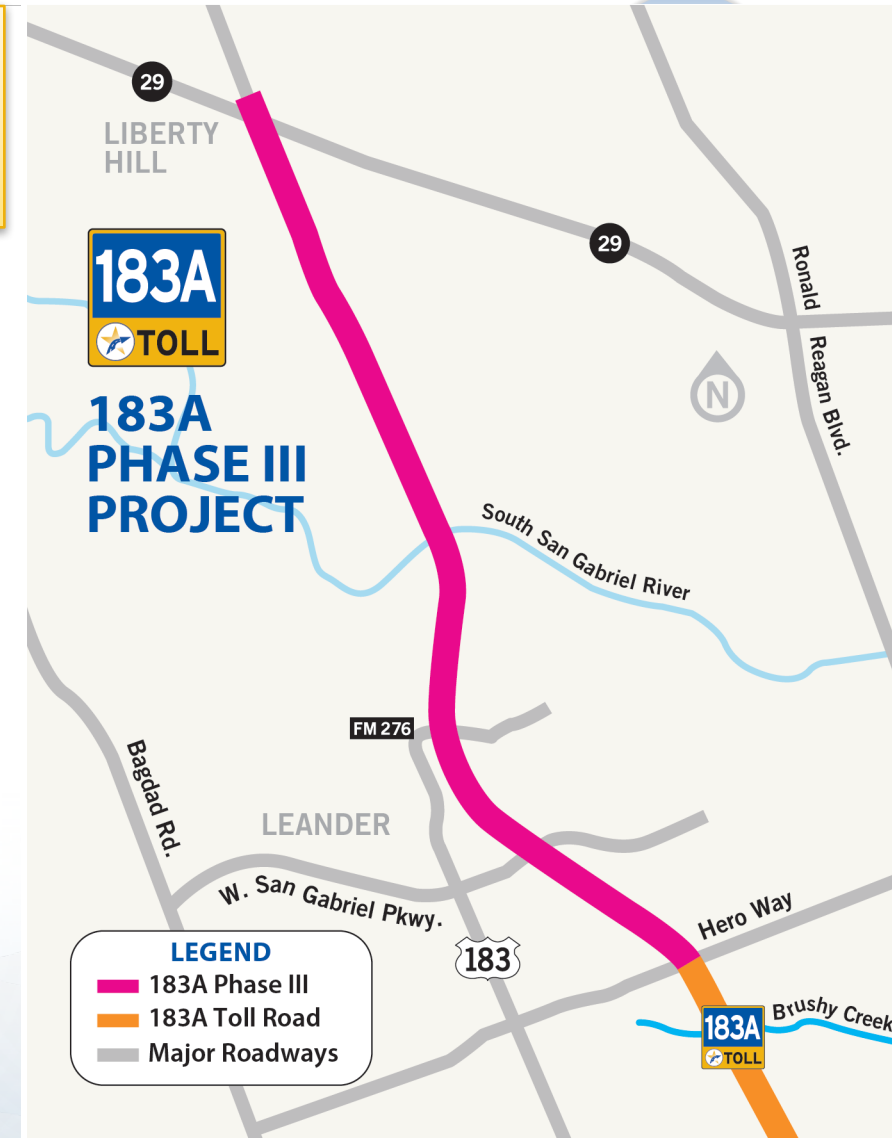 29
LIBERTY
HILL
183A
TOLL
29
Ronald Reagan Blvd.
N
183A
PHASE III
PROJECT
South San Gabriel River
FM 276
Bagdad Rd.
LEANDER
W. San Gabriel Pkwy.
Hero Way
183
LEGEND
183A Phase III
183A Toll Road
Major Roadways
183A
TOLL
Brushy Creek